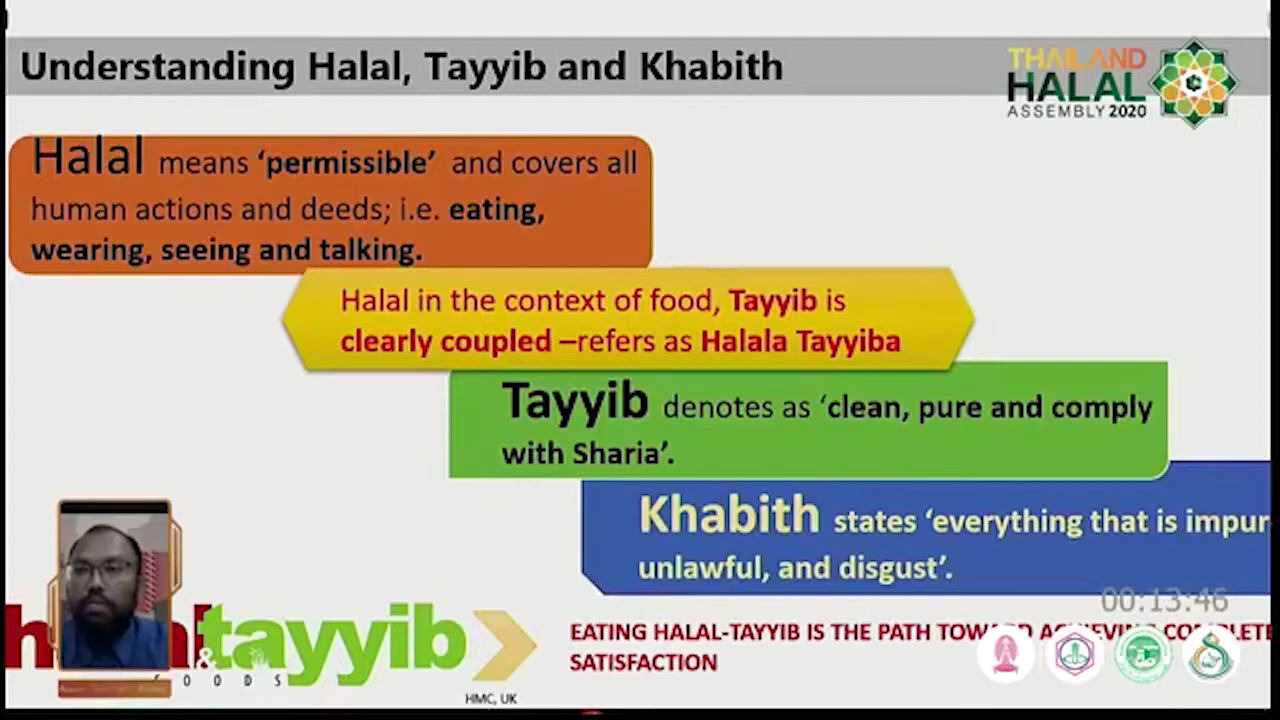 Understanding Halal, Tayyib and Khabith
THAILAND
HALAL
ASSEMBLY 2020
Halal means ‘permissible’ and covers all
human actions and deeds; i.e. eating,
wearing, seeing and talking.
Halal in the context of food, Tayyib is
clearly coupled –refers as Halala Tayyiba
Tayyib denotes as ‘clean, pure and comply
with Sharia’.
Khabith states ‘everything that is impur
unlawful, and disgust’.
00:13:46
tayyib
&
HMC, UK
EATING HALAL-TAYYIB IS THE PATH TOWARD ACHIEVING COMPLETE
SATISFACTION